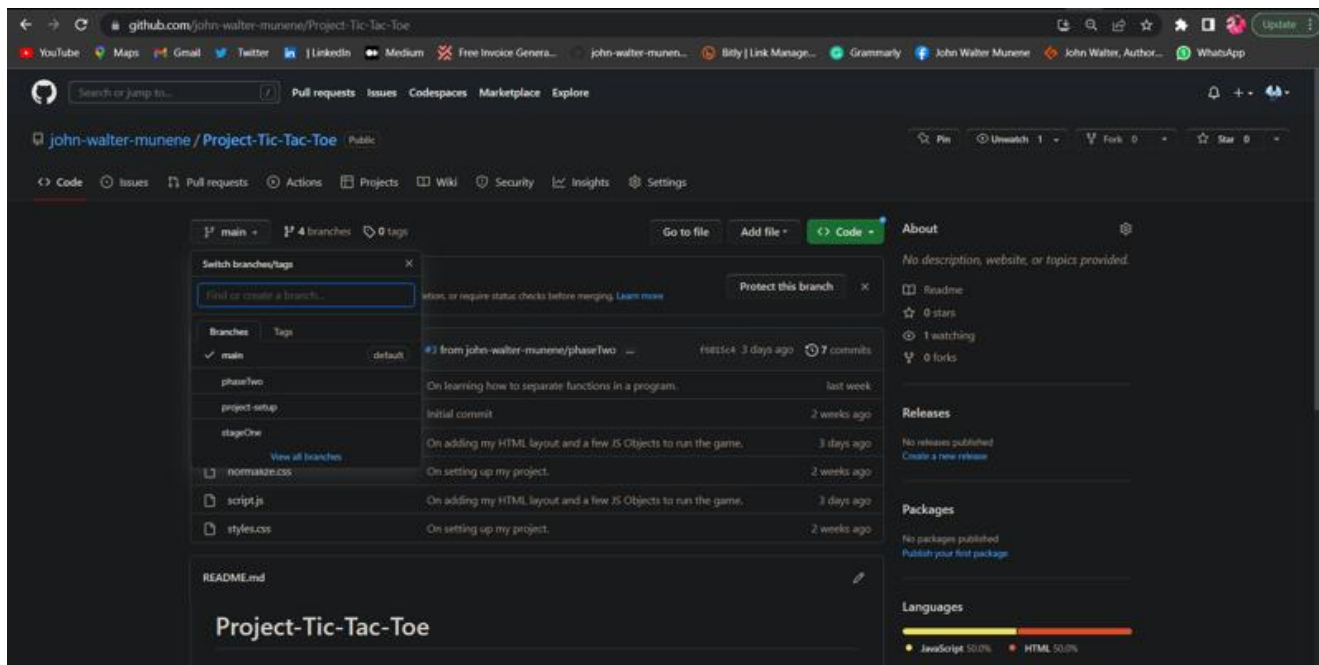 github.com/john-walter-munene/Project-Tic-Tac-Toe
Update
YouTube Maps Gmail Twitter | LinkedIn Medium Free Invoice Genera... john-walter-munen... Bitly | Link Manage... Grammarly John Walter Munene John Walter, Author... WhatsApp
Search or jump to... / Pull requests Issues Codespaces Marketplace Explore
john-walter-munene / Project-Tic-Tac-Toe Public Pin Unwatch 1 Fork 0 Star 0
Code Issues Pull requests Actions Projects Wiki Security Insights Settings
main 4 branches 0 tags Go to file Add file Code
Switch branches/tags
Find or create a branch...
Branches Tags
main default
phaseTwo
project-setup
stageOne
View all branches
or require status checks before merging. Learn more Protect this branch
#3 from john-walter-munene/phaseTwo ... 3 days ago 7 commits
On learning how to separate functions in a program. last week
Initial commit 2 weeks ago
On adding my HTML layout and a few JS Objects to run the game. 3 days ago
normalize.css On setting up my project. 2 weeks ago
script.js On adding my HTML layout and a few JS Objects to run the game. 3 days ago
styles.css On setting up my project. 2 weeks ago
README.md
Project-Tic-Tac-Toe
About
No description, website, or topics provided.
Readme
0 stars
1 watching
0 forks
Releases
No releases published
Create a new release
Packages
No packages published
Publish your first package
Languages
JavaScript 50.0% HTML 50.0%